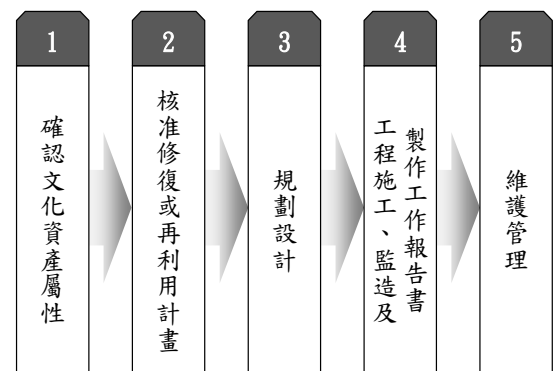 1
確認文化資產屬性
2
核准修復或再利用計畫
3
規劃設計
4
工程施工、監造及
製作工作報告書
5
維護管理